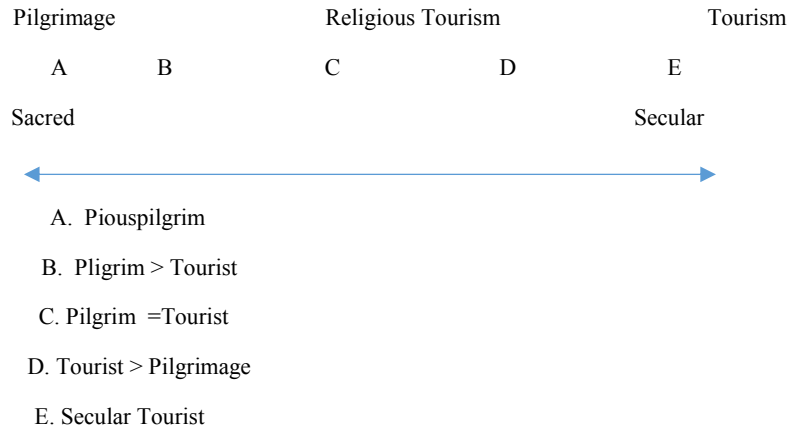 Pilgrimage Religious Tourism Tourism
A B C D E
Sacred Secular
A. Piouspilgrim
B. Pligrim > Tourist
C. Pilgrim =Tourist
D. Tourist > Pilgrimage
E. Secular Tourist